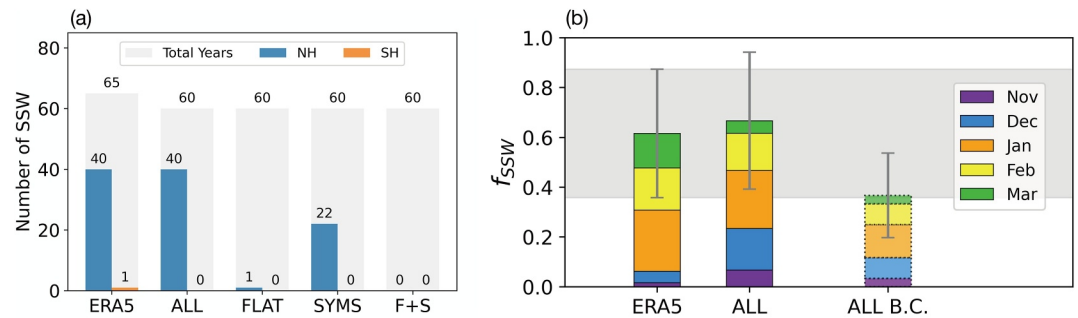 (a)
Number of SSW
80
60
40
20
0
Total Years
NH
SH
65
60
60
60
60
40
40
22
1
0
1
0
0
0
0
ERA5
ALL
FLAT
SYMS
F+S
(b)
fSSW
1.0
0.8
0.6
0.4
0.2
0.0
Nov
Dec
Jan
Feb
Mar
ERA5
ALL
ALL B.C.